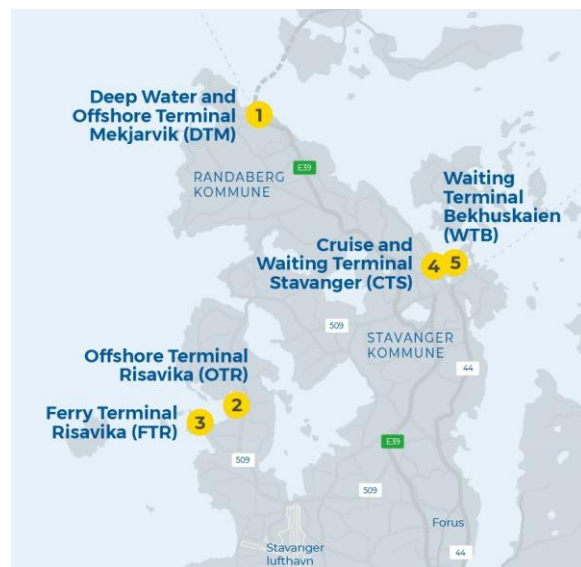 Deep Water and
Offshore Terminal
Mekjarvik (DTM)
1
E39
RANDABERG
KOMMUNE
Waiting
Terminal
Bekhuskaien
(WTB)
Cruise and
Waiting Terminal
Stavanger (CTS)
4
5
509
STAVANGER
KOMMUNE
44
Offshore Terminal
Risavika (OTR)
2
Ferry Terminal
Risavika (FTR)
3
E39
509
509
Forus
Stavanger
lufthavn
44